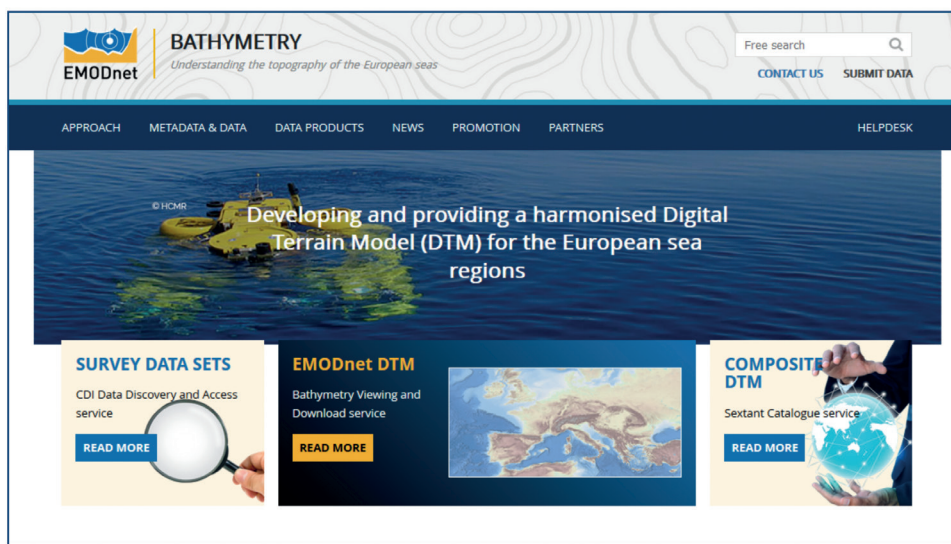 EMODnet
BATHYMETRY
Understanding the topography of the European seas
Free search
CONTACT US SUBMIT DATA
APPROACH METADATA & DATA DATA PRODUCTS NEWS PROMOTION PARTNERS HELPDESK
© HCMR
Developing and providing a harmonised Digital
Terrain Model (DTM) for the European sea
regions
SURVEY DATA SETS
CDI Data Discovery and Access
service
READ MORE
EMODnet DTM
Bathymetry Viewing and
Download service
READ MORE
COMPOSITE
DTM
Sextant Catalogue service
READ MORE